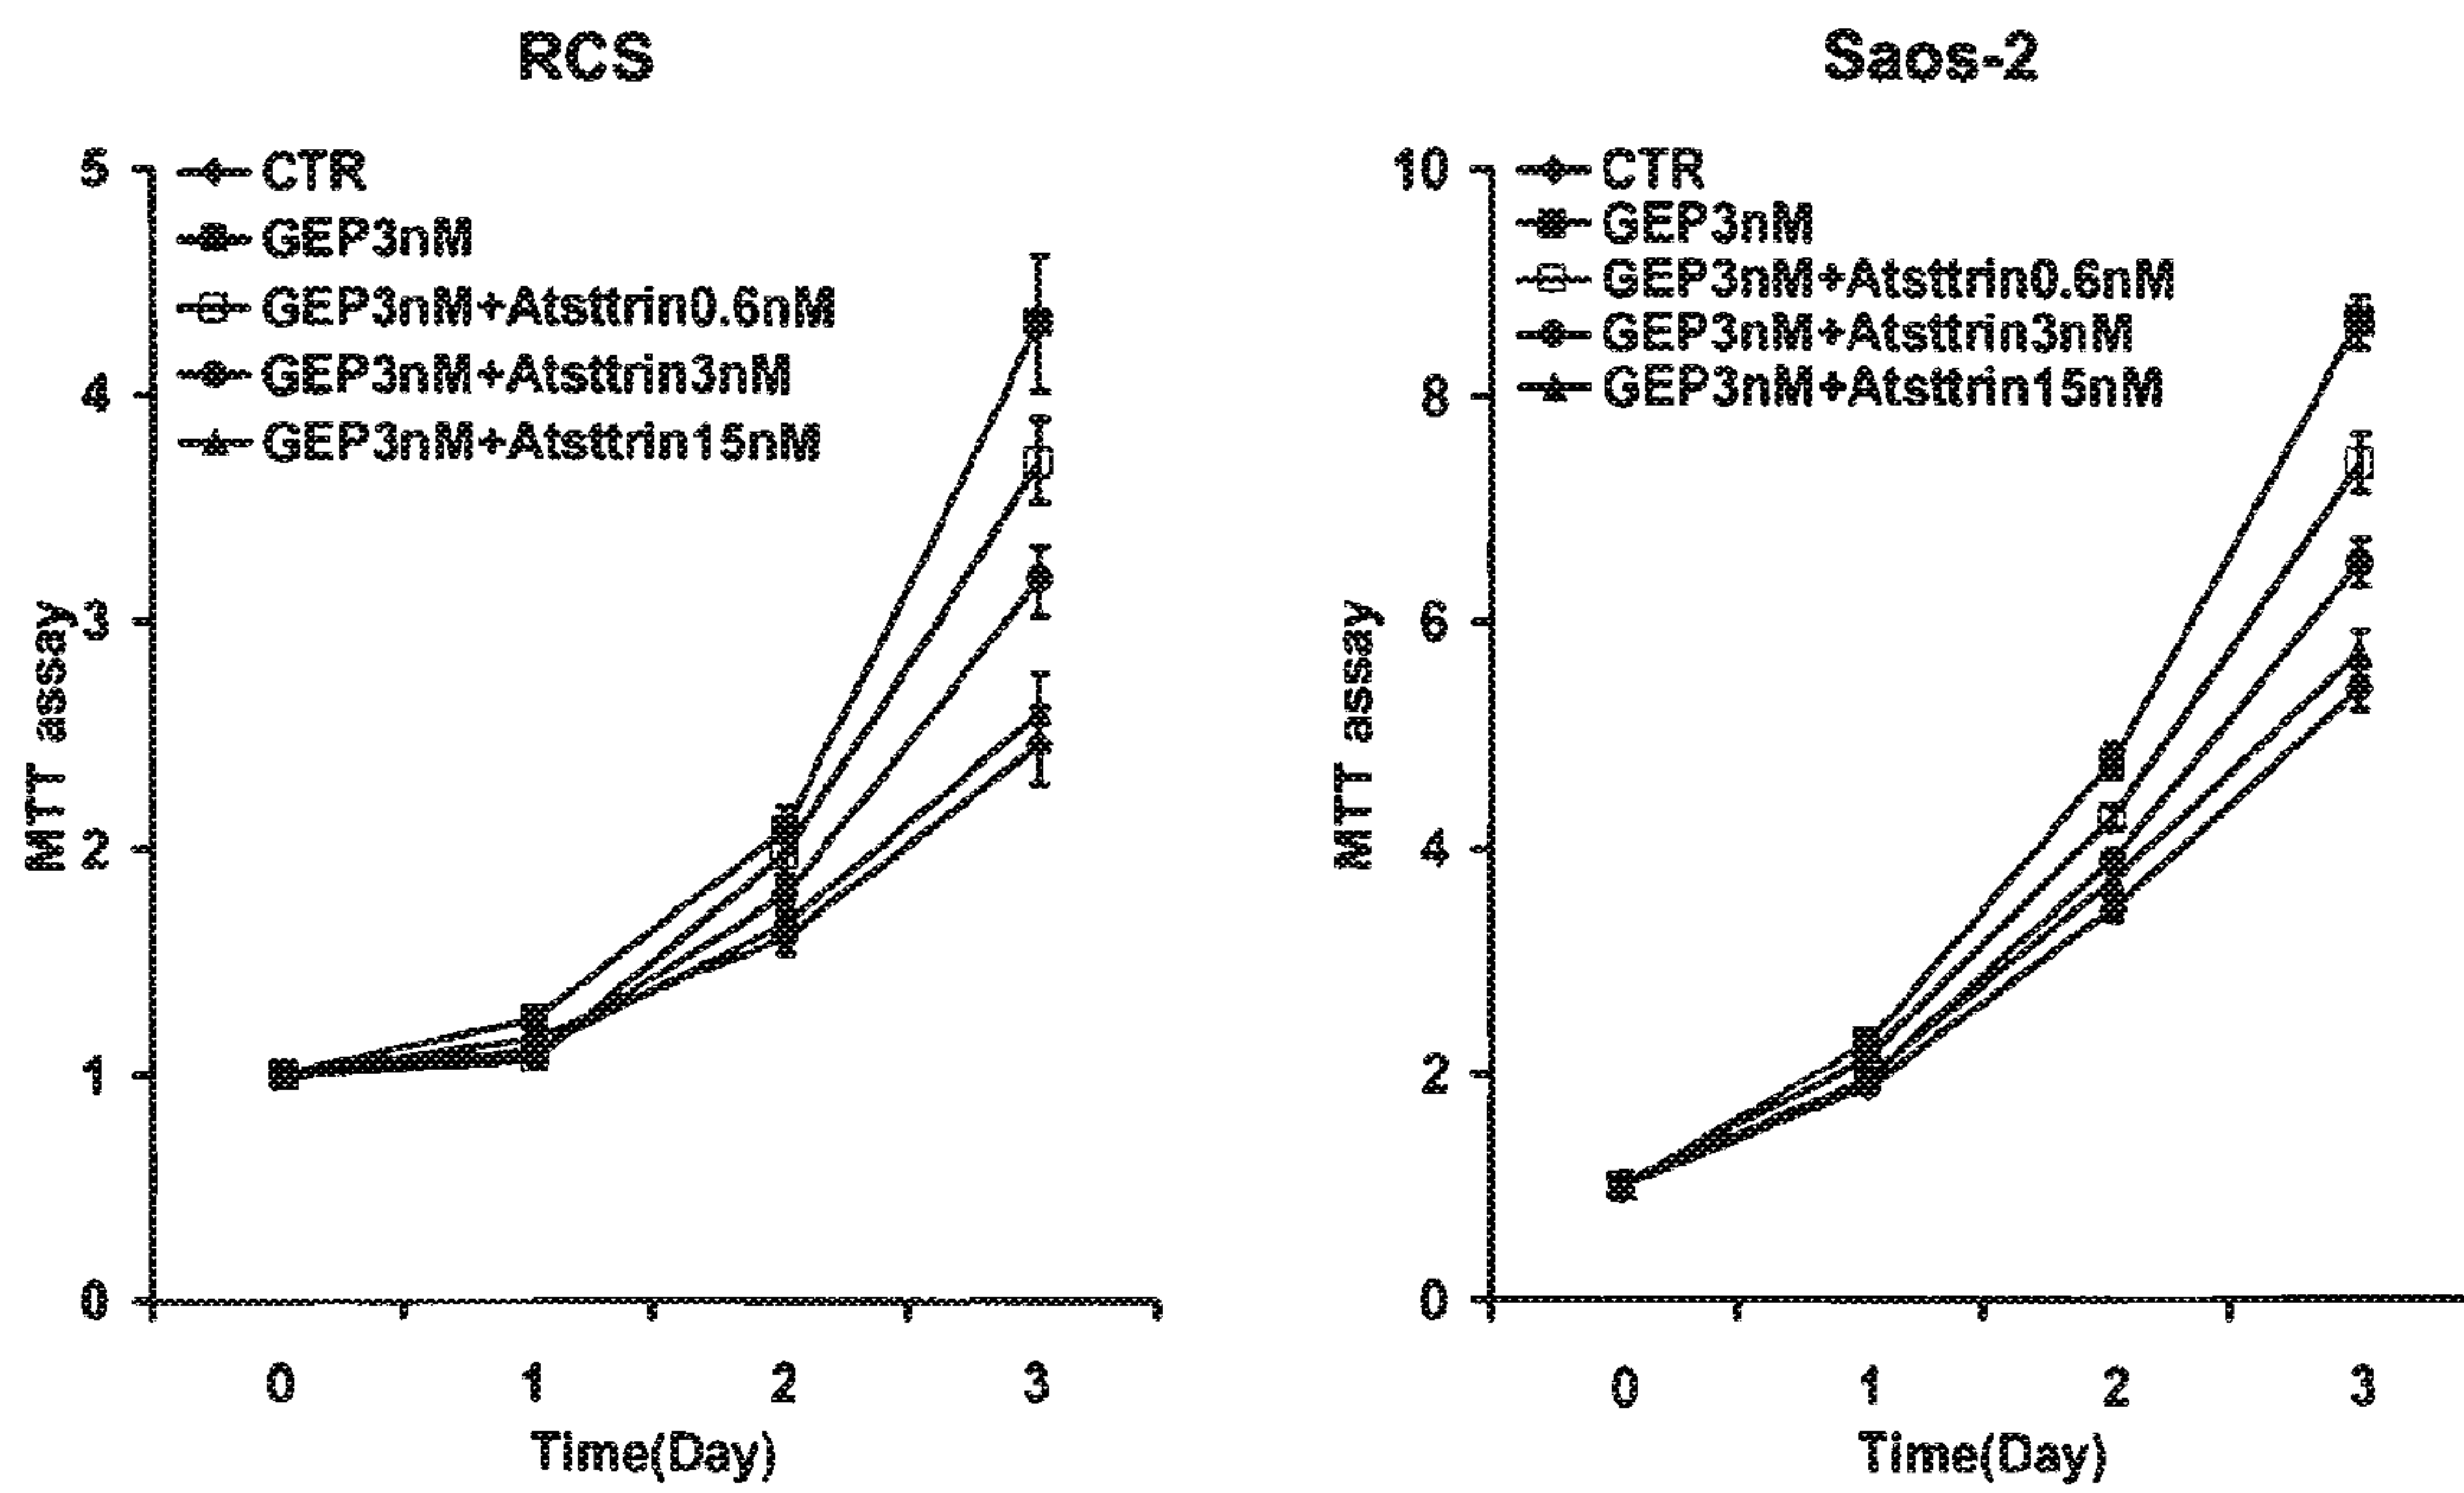 RCS
5
CTR
GEP3nM
GEP3nM+Atsttrin0.6nM
4
GEP3nM+Atsttrin3nM
GEP3nM+Atsttrin15nM
3
2
1
0
MTT assay
0 1 2 3
Time(Day)
Saos-2
10
CTR
GEP3nM
GEP3nM+Atsttrin0.6nM
GEP3nM+Atsttrin3nM
8
GEP3nM+Atsttrin15nM
6
4
2
0
MTT assay
0 1 2 3
Time(Day)